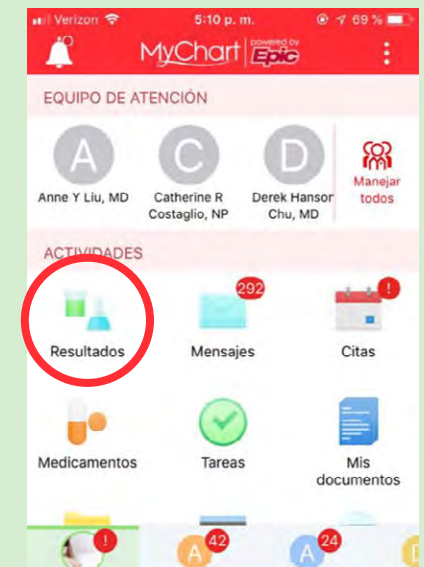 Verizon 5:10 p. m. 69 %
MyChart powered by Epic
EQUIPO DE ATENCIÓN
A C D
Anne Y Liu, MD
Catherine R
Costaglio, NP
Derek Hanson
Chu, MD
Manejar
todos
ACTIVIDADES
292 !
Resultados Mensajes Citas
Medicamentos Tareas Mis
documentos
! A 42 A 24 D